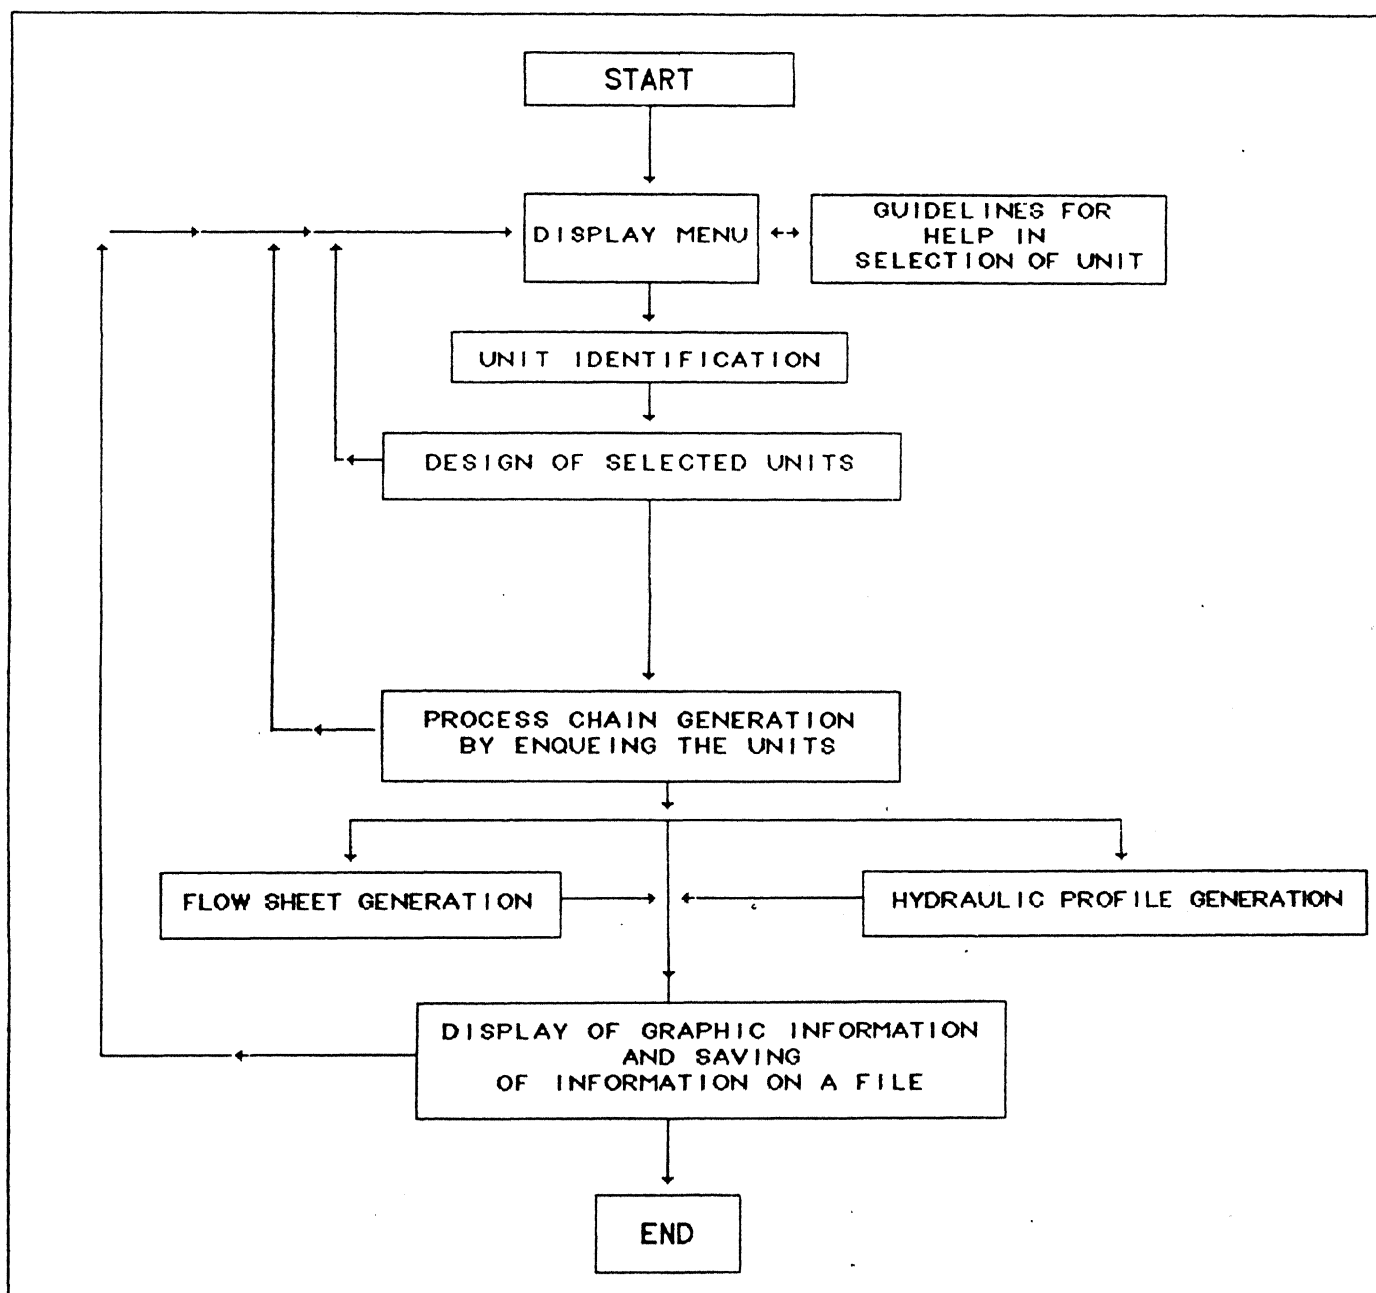 START
DISPLAY MENU
GUIDELINES FOR
HELP IN
SELECTION OF UNIT
UNIT IDENTIFICATION
DESIGN OF SELECTED UNITS
PROCESS CHAIN GENERATION
BY ENQUEING THE UNITS
FLOW SHEET GENERATION
HYDRAULIC PROFILE GENERATION
DISPLAY OF GRAPHIC INFORMATION
AND SAVING
OF INFORMATION ON A FILE
END